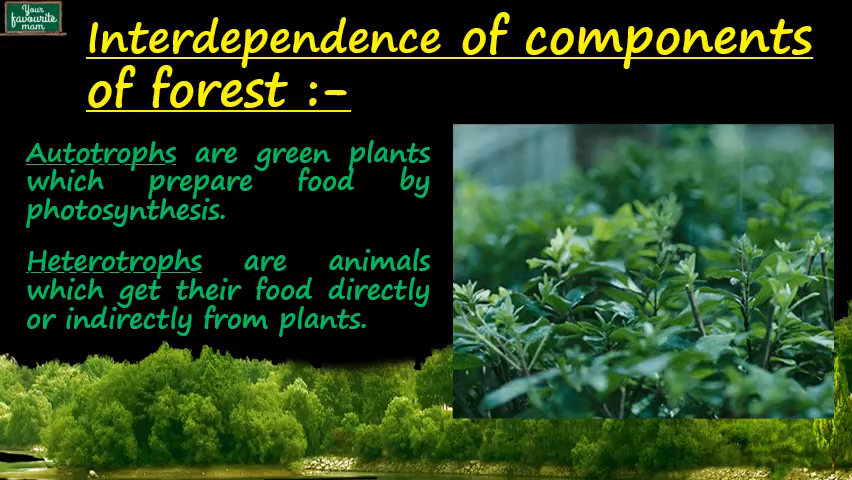 Your
favourite
mam
Interdependence of components
of forest :-
Autotrophs are green plants
which prepare food by
photosynthesis.
Heterotrophs are animals
which get their food directly
or indirectly from plants.